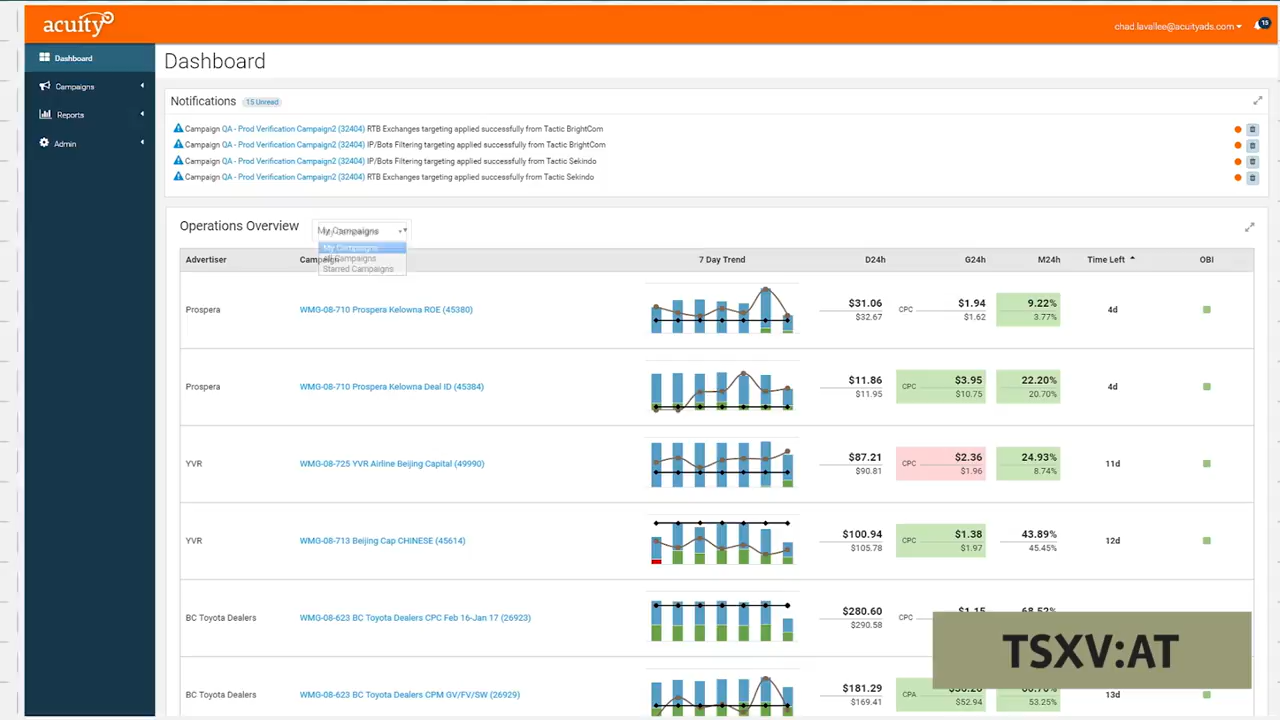 acuity
chad.lavallee@acuityads.com
15
Dashboard
Campaigns
Reports
Admin
Dashboard
Notifications 15 Unread
Campaign QA - Prod Verification Campaign2 (32404) RTB Exchanges targeting applied successfully from Tactic BrightCom
Campaign QA - Prod Verification Campaign2 (32404) IP/Bots Filtering targeting applied successfully from Tactic BrightCom
Campaign QA - Prod Verification Campaign2 (32404) IP/Bots Filtering targeting applied successfully from Tactic Sekindo
Campaign QA - Prod Verification Campaign2 (32404) RTB Exchanges targeting applied successfully from Tactic Sekindo
Operations Overview My Campaigns
My Campaigns
All Campaigns
Starred Campaigns
Advertiser Campaign 7 Day Trend D24h G24h M24h Time Left OBI
Prospera WMG-08-710 Prospera Kelowna ROE (45380) $31.06 CPC $1.94 9.22% 4d
$32.67 $1.62 3.77%
Prospera WMG-08-710 Prospera Kelowna Deal ID (45384) $11.86 CPC $3.95 22.20% 4d
$11.95 $10.75 20.70%
YVR WMG-08-725 YVR Airline Beijing Capital (49990) $87.21 CPC $2.36 24.93% 11d
$90.81 $1.96 8.74%
YVR WMG-08-713 Beijing Cap CHINESE (45614) $100.94 CPC $1.38 43.89% 12d
$105.78 $1.97 45.45%
BC Toyota Dealers WMG-08-623 BC Toyota Dealers CPC Feb 16-Jan 17 (26923) $280.60 CPC $1.15 68.52%
$290.58
BC Toyota Dealers WMG-08-623 BC Toyota Dealers CPM GV/FV/SW (26929) $181.29 CPA 13d
$169.41 $52.94 53.25%
TSXV:AT